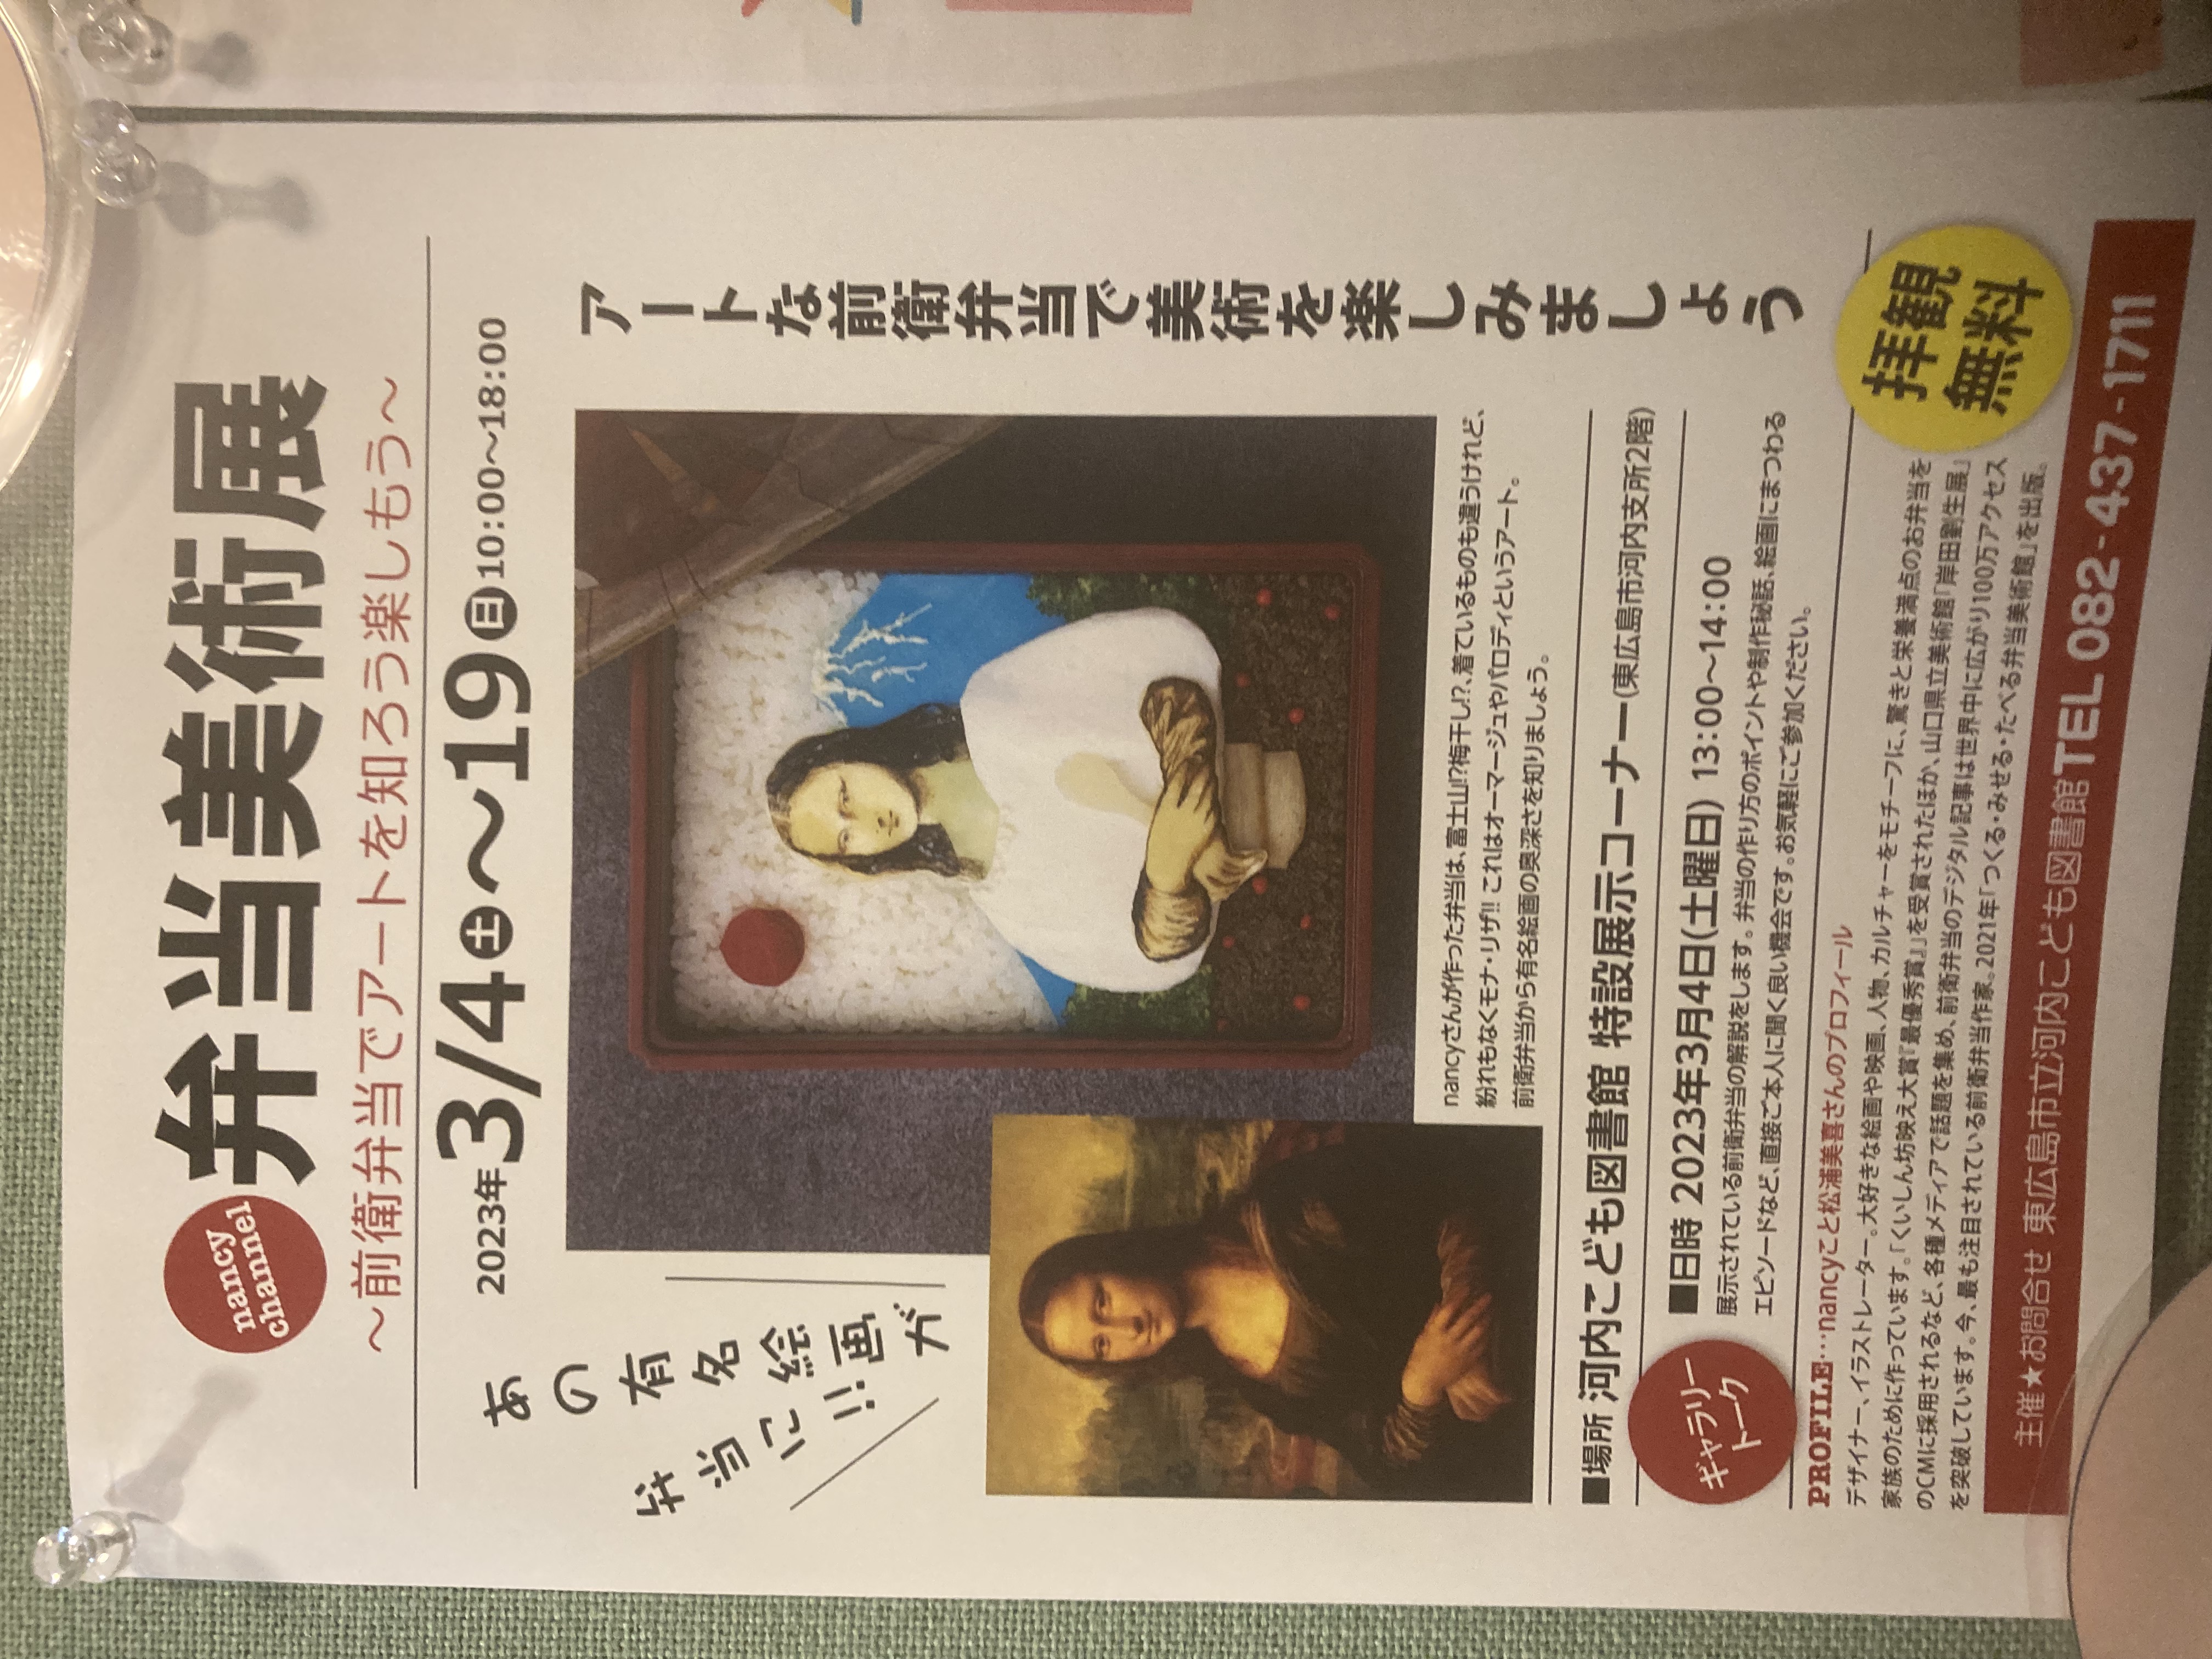 nancy
channel
弁当美術展
～前衛弁当でアートを知ろう楽しもう～
2023年3/4土～19日10:00～18:00
あの有名絵画が
弁当に!!
アートな前衛弁当で美術を楽しみましょう
nancyさんが作った弁当は、富士山!?梅干し!?、着ているものも違うけれど、
紛れもなくモナ・リザ!! これはオーマージュやパロディというアート。
前衛弁当から有名絵画の奥深さを知りましょう。
■場所 河内こども図書館 特設展示コーナー(東広島市河内支所2階)
ギャラリー
トーク
■日時 2023年3月4日(土曜日) 13:00～14:00
展示されている前衛弁当の解説をします。弁当の作り方のポイントや制作秘話、絵画にまつわる
エピソードなど、直接ご本人に聞く良い機会です。お気軽にご参加ください。
PROFILE…nancyこと松浦美喜さんのプロフィール
デザイナー、イラストレーター。大好きな絵画や映画、人物、カルチャーをモチーフに、驚きと栄養満点のお弁当を
家族のために作っています。「くいしん坊映え大賞『最優秀賞』」を受賞されたほか、山口県立美術館「岸田劉生展」
のCMに採用されるなど、各種メディアで話題を集め、前衛弁当のデジタル記事は世界中に広がり100万アクセス
を突破しています。今、最も注目されている前衛弁当作家。2021年「つくる・みせる・たべる弁当美術館」を出版。
拝観
無料
主催★お問合せ 東広島市立河内こども図書館TEL 082-437-1711